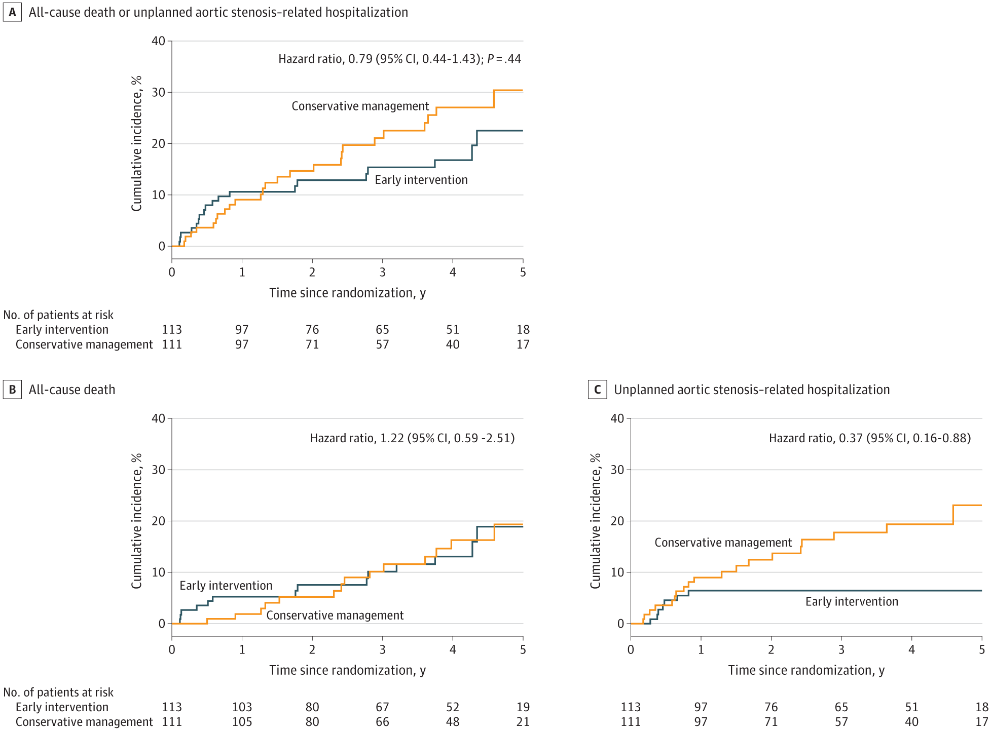 A All-cause death or unplanned aortic stenosis–related hospitalization
40
30
20
10
0
Cumulative incidence, %
Hazard ratio, 0.79 (95% CI, 0.44-1.43); P = .44
Conservative management
Early intervention
0 1 2 3 4 5
Time since randomization, y
No. of patients at risk
Early intervention 113 97 76 65 51 18
Conservative management 111 97 71 57 40 17
B All-cause death
40
30
20
10
0
Cumulative incidence, %
Hazard ratio, 1.22 (95% CI, 0.59 -2.51)
Early intervention
Conservative management
0 1 2 3 4 5
Time since randomization, y
No. of patients at risk
Early intervention 113 103 80 67 52 19
Conservative management 111 105 80 66 48 21
C Unplanned aortic stenosis–related hospitalization
40
30
20
10
0
Cumulative incidence, %
Hazard ratio, 0.37 (95% CI, 0.16-0.88)
Conservative management
Early intervention
0 1 2 3 4 5
Time since randomization, y
113 97 76 65 51 18
111 97 71 57 40 17